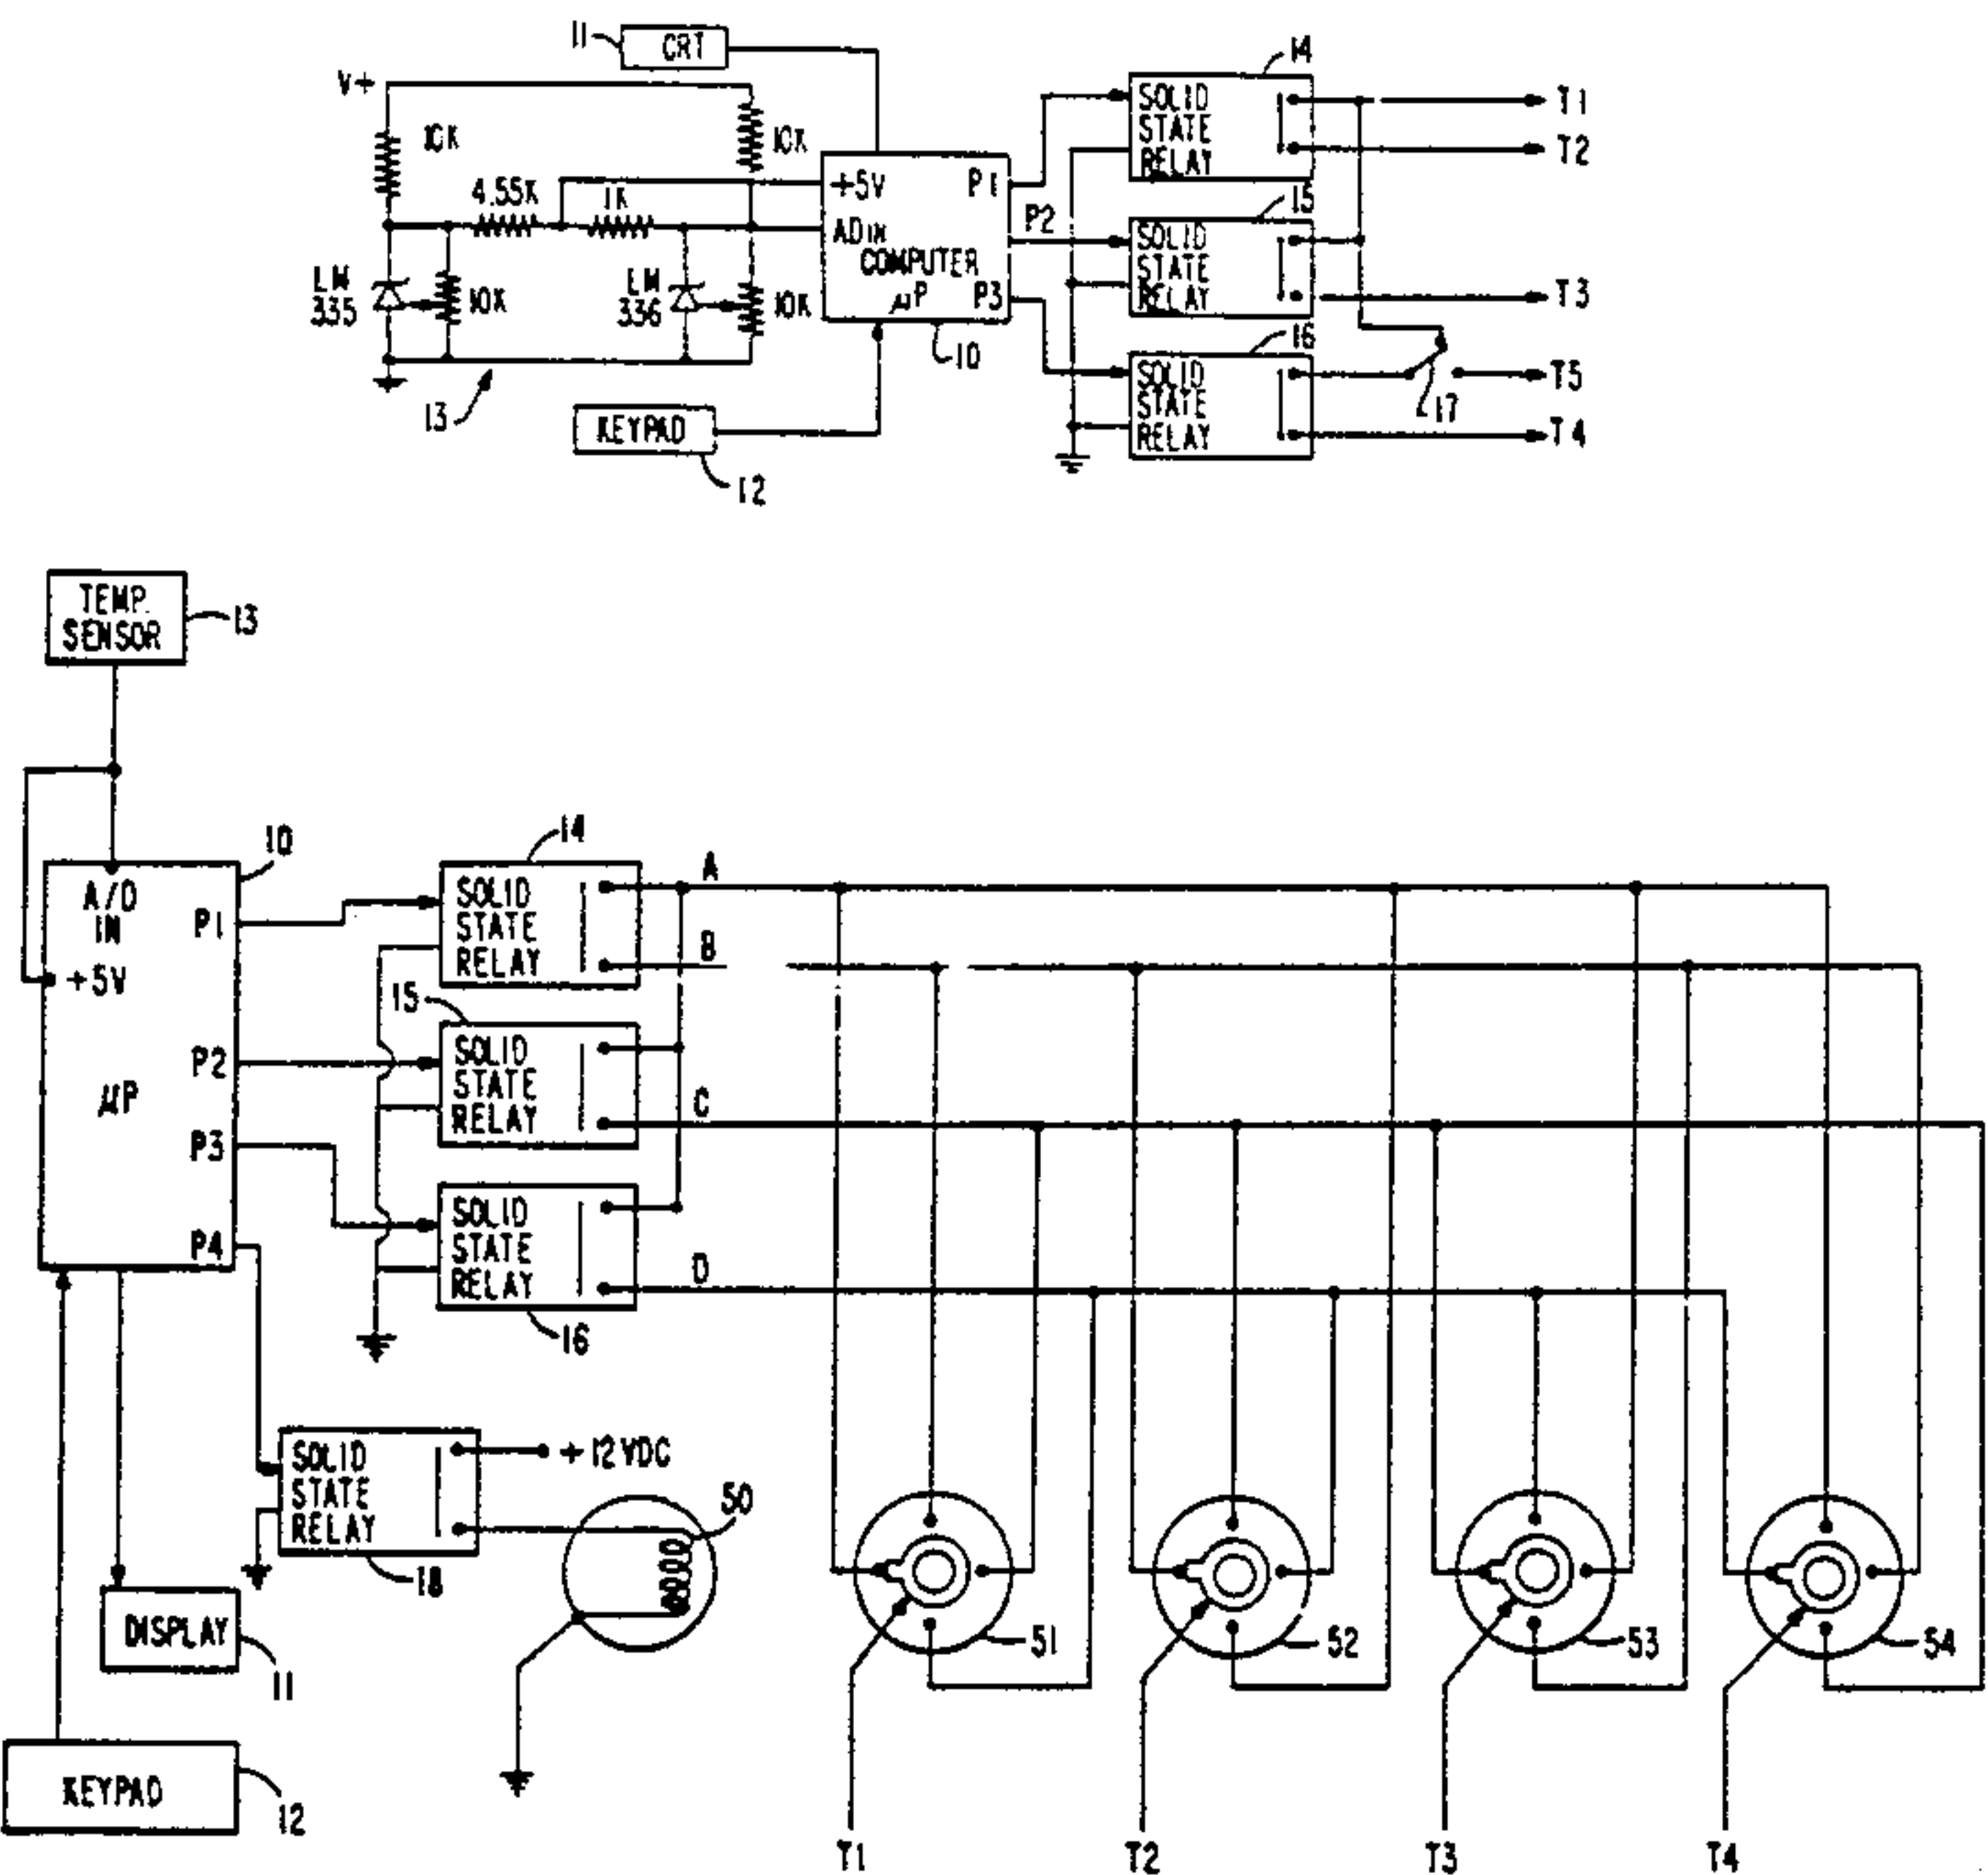 11
CRT
14
V+
SOLID
STATE
RELAY
T1
T2
10K
10K
4.55K
1K
+5V
P1
15
P2
ADIN
COMPUTER
µP
P3
SOLID
STATE
RELAY
T3
LM
335
10K
LM
336
10K
10
16
SOLID
STATE
RELAY
T5
17
T4
13
KEYPAD
12
TEMP.
SENSOR
13
10
14
A/D
IN
P1
+5V
µP
P2
P3
P4
SOLID
STATE
RELAY
A
B
15
SOLID
STATE
RELAY
C
SOLID
STATE
RELAY
D
16
SOLID
STATE
RELAY
+12VDC
50
18
DISPLAY
11
51
52
53
54
KEYPAD
12
T1
T2
T3
T4